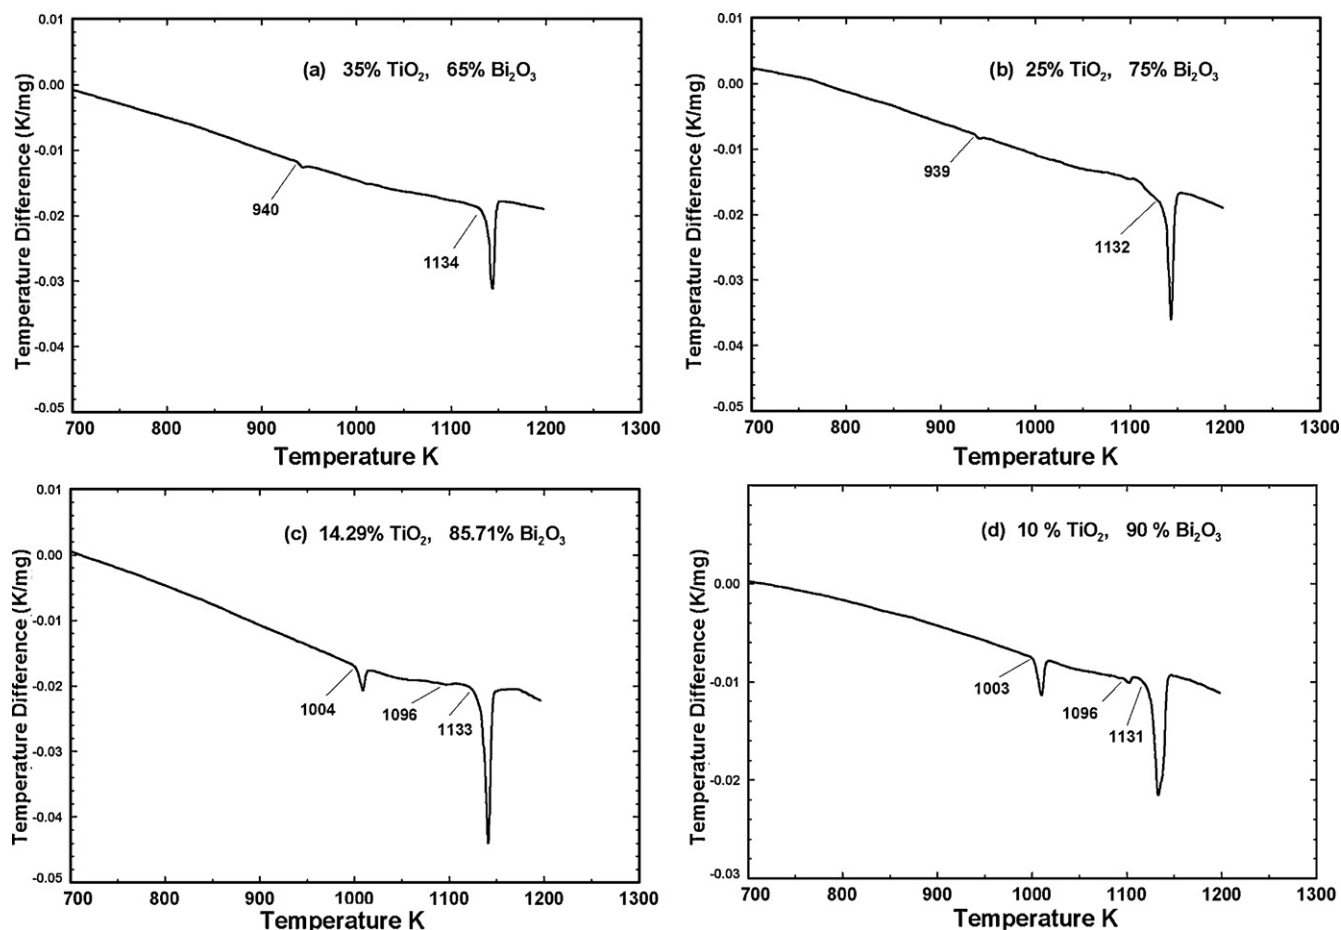 (a) 35% TiO₂, 65% Bi₂O₃
Temperature Difference (K/mg)
0.01
0.00
-0.01
-0.02
-0.03
-0.04
-0.05
940
1134
700 800 900 1000 1100 1200 1300
Temperature K
(b) 25% TiO₂, 75% Bi₂O₃
Temperature Difference (K/mg)
0.01
0.00
-0.01
-0.02
-0.03
-0.04
-0.05
939
1132
700 800 900 1000 1100 1200 1300
Temperature K
(c) 14.29% TiO₂, 85.71% Bi₂O₃
Temperature Difference (K/mg)
0.01
0.00
-0.01
-0.02
-0.03
-0.04
-0.05
1004
1096
1133
700 800 900 1000 1100 1200 1300
Temperature K
(d) 10 % TiO₂, 90 % Bi₂O₃
Temperature Difference (K/mg)
0.00
-0.01
-0.02
-0.03
1003
1096
1131
700 800 900 1000 1100 1200 1300
Temperature K